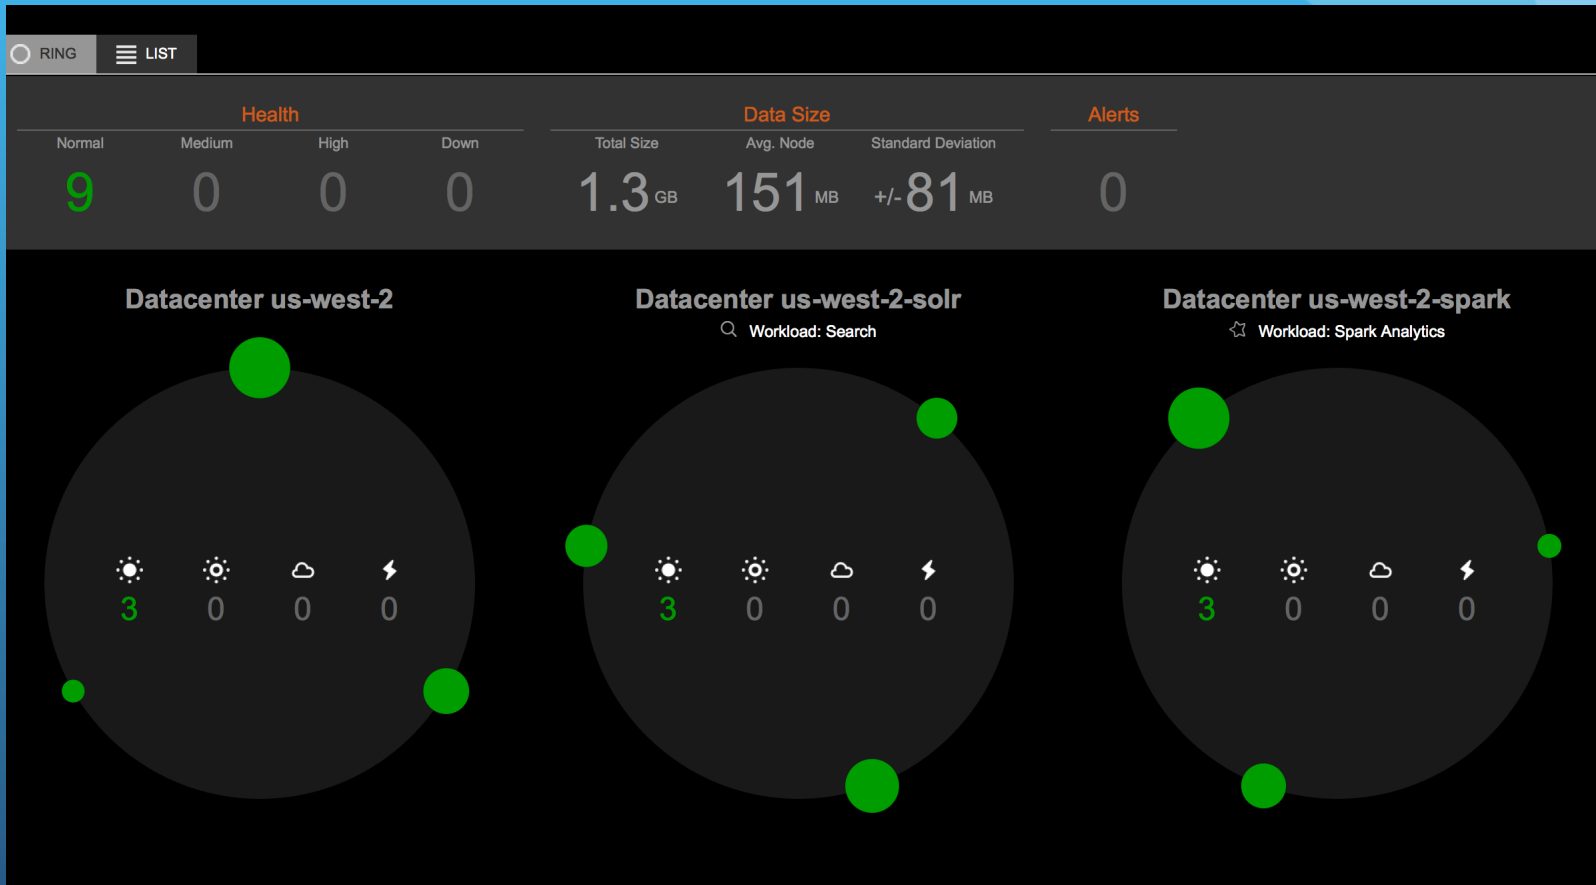 RING LIST
Health Data Size Alerts
Normal Medium High Down Total Size Avg. Node Standard Deviation
9 0 0 0 1.3 GB 151 MB +/-81 MB 0
Datacenter us-west-2 Datacenter us-west-2-solr Datacenter us-west-2-spark
Workload: Search Workload: Spark Analytics
3 0 0 0 3 0 0 0 3 0 0 0